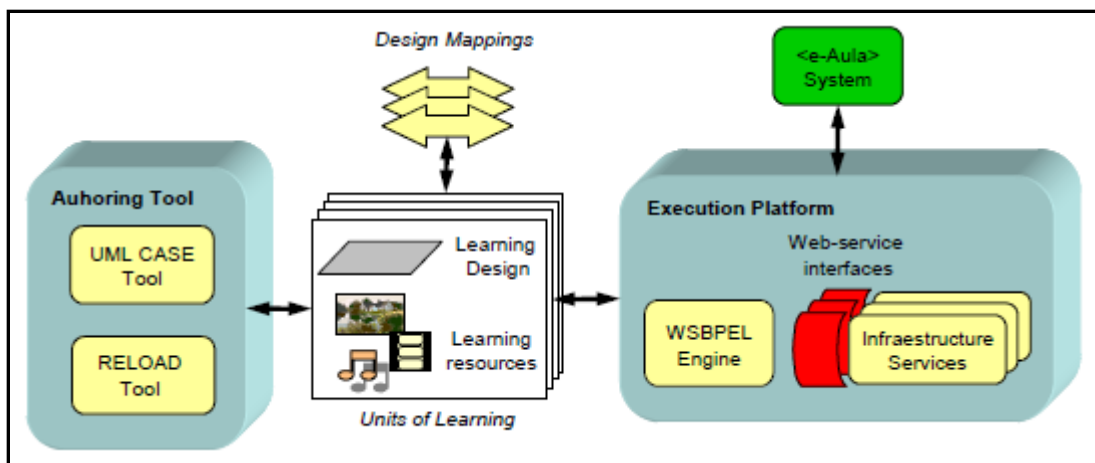 Design Mappings
<e-Aula>
System
Auhoring Tool
UML CASE
Tool
RELOAD
Tool
Learning
Design
Learning
resources
Units of Learning
Execution Platform
Web-service
interfaces
WSBPEL
Engine
Infraestructure
Services